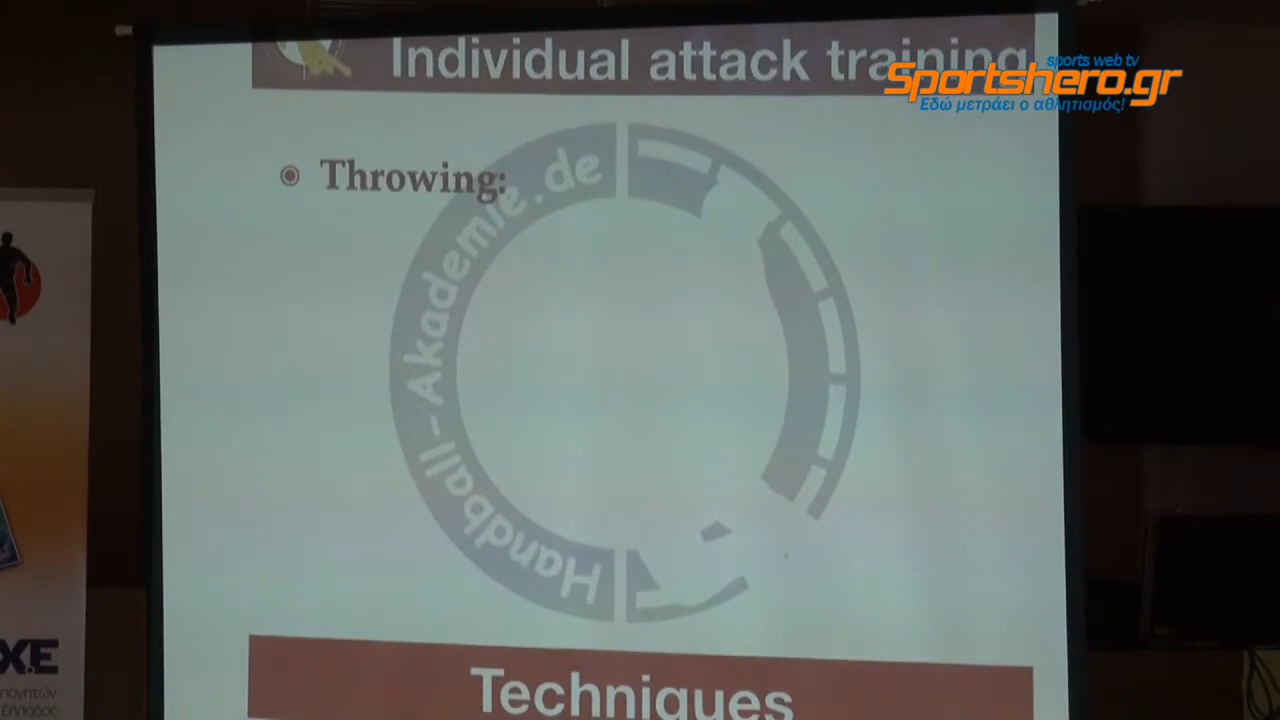 Individual attack training
sports web tv
Sportshero.gr
Εδώ μετράει ο αθλητισμός!
Throwing:
Handball-Akademie.de
Techniques
Χ.Ε